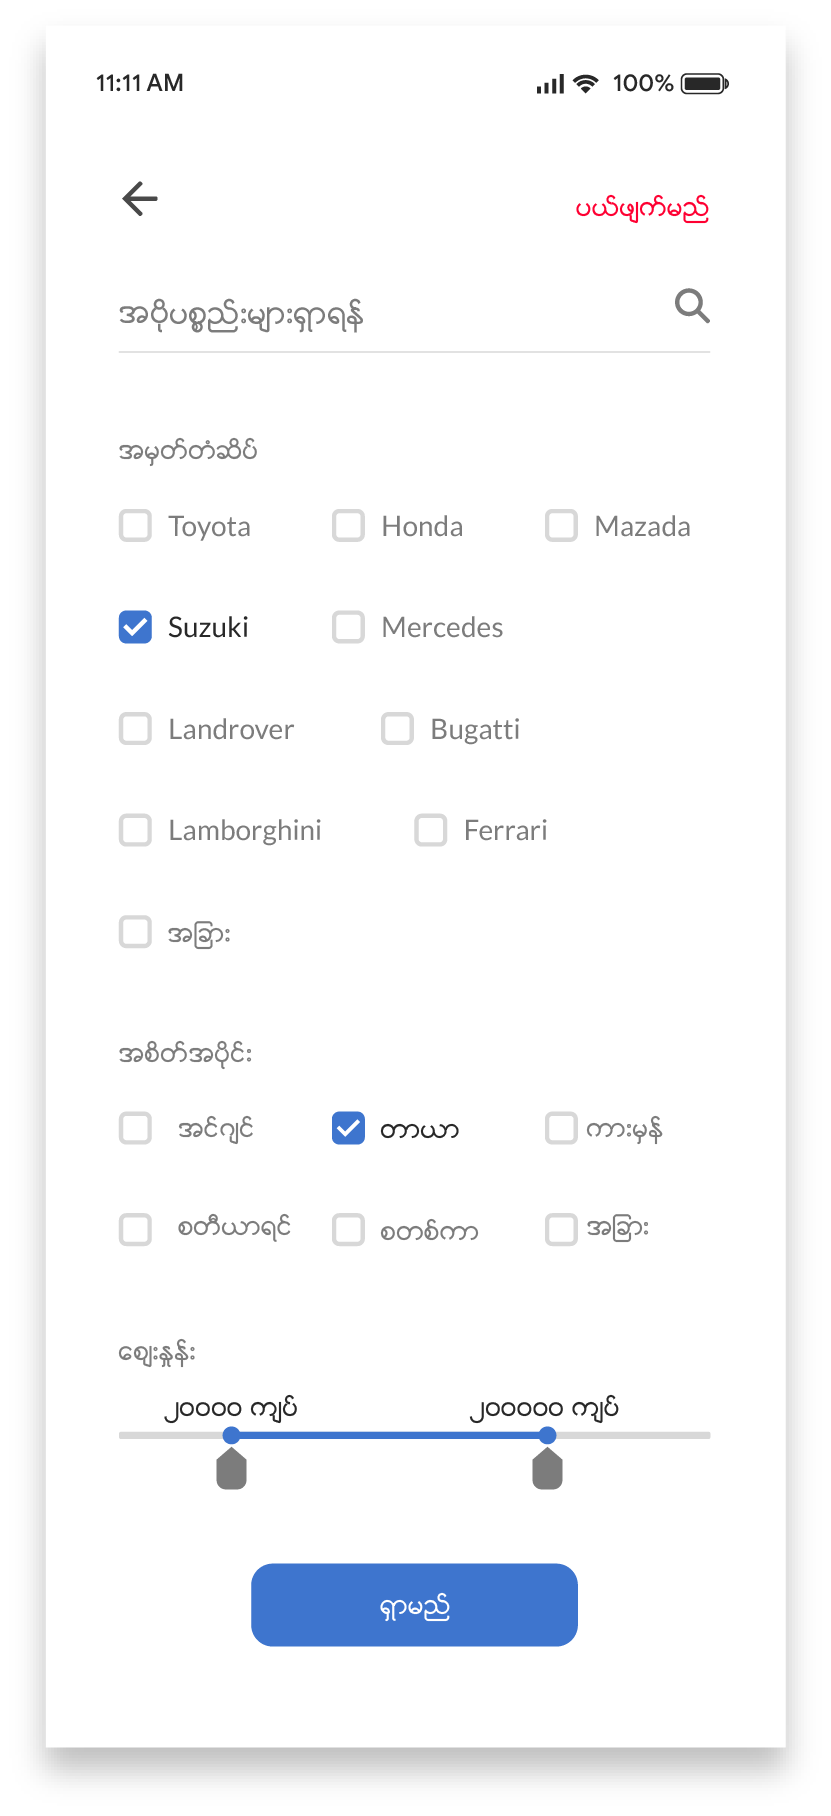 11:11 AM 100%
ပယ်ဖျက်မည်
အပိုပစ္စည်းများရှာရန်
အမှတ်တံဆိပ်
Toyota Honda Mazada
Suzuki Mercedes
Landrover Bugatti
Lamborghini Ferrari
အခြား
အစိတ်အပိုင်း
အင်ဂျင် တာယာ ကားမှန်
စတီယာရင် စတစ်ကာ အခြား
ဈေးနှုန်း
၂၀၀၀၀ ကျပ် ၂၀၀၀၀၀ ကျပ်
ရှာမည်